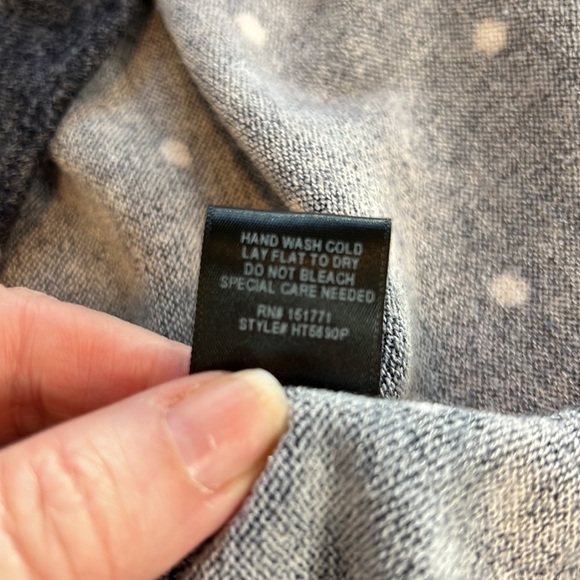 HAND WASH COLD
LAY FLAT TO DRY
DO NOT BLEACH
SPECIAL CARE NEEDED
RN# 151771
STYLE# HT5690P